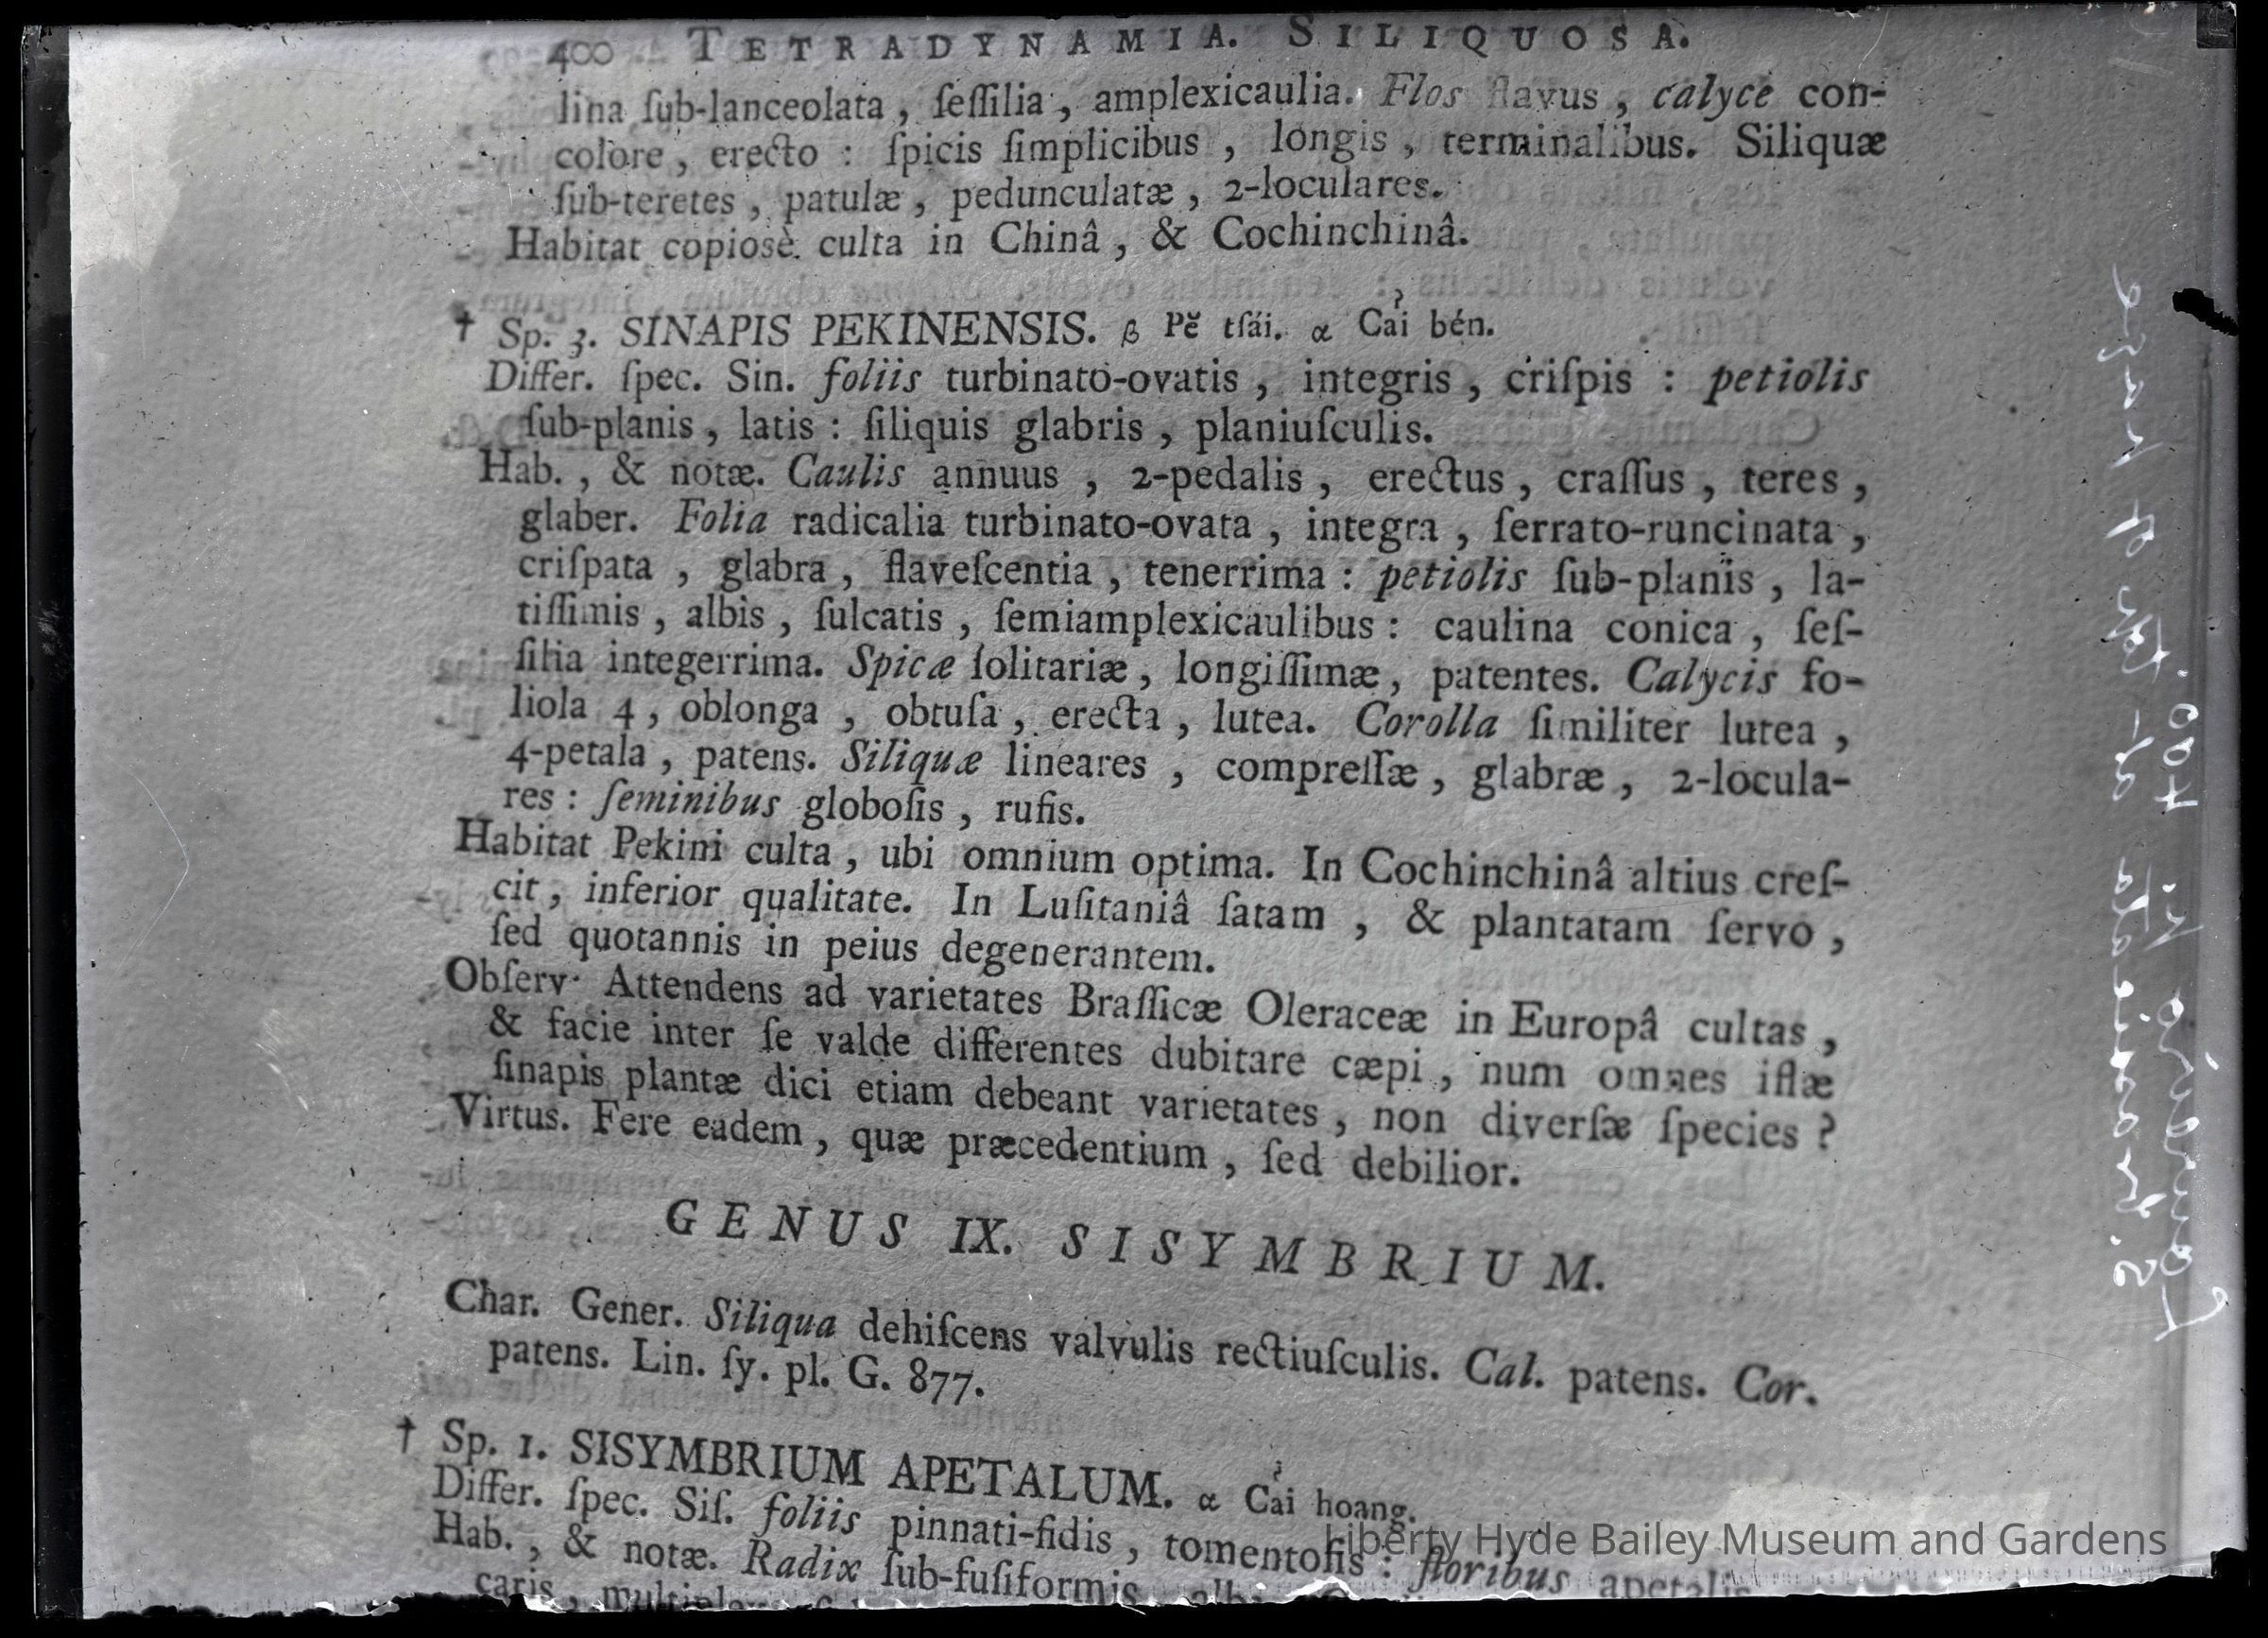 400 TETRADYNAMIA. SILIQUOSA.
lina ſub-lanceolata, ſeſſilia, amplexicaulia. Flos flavus, calyce con-
colore, erecto : ſpicis ſimplicibus, longis, terminalibus. Siliquæ
ſub-teretes, patulæ, pedunculatæ, 2-loculares.
Habitat copiosè culta in Chinâ, & Cochinchinâ.
† Sp. 3. SINAPIS PEKINENSIS. β Pĕ tſái. α Cải bén.
Differ. ſpec. Sin. foliis turbinato-ovatis, integris, criſpis : petiolis
ſub-planis, latis : ſiliquis glabris, planiuſculis.
Hab., & notæ. Caulis annuus, 2-pedalis, erectus, craſſus, teres,
glaber. Folia radicalia turbinato-ovata, integra, ſerrato-runcinata,
criſpata, glabra, flaveſcentia, tenerrima : petiolis ſub-planis, la-
tiſſimis, albis, ſulcatis, ſemiamplexicaulibus : caulina conica, ſeſ-
ſilia integerrima. Spicæ ſolitariæ, longiſſimæ, patentes. Calycis fo-
liola 4, oblonga, obtuſa, erecta, lutea. Corolla ſimiliter lutea,
4-petala, patens. Siliquæ lineares, compreſſæ, glabræ, 2-locula-
res : ſeminibus globoſis, rufis.
Habitat Pekini culta, ubi omnium optima. In Cochinchinâ altius creſ-
cit, inferior qualitate. In Luſitaniâ ſatam, & plantatam ſervo,
ſed quotannis in peius degenerantem.
Obſerv. Attendens ad varietates Braſſicæ Oleraceæ in Europâ cultas,
& facie inter ſe valde differentes dubitare cæpi, num omnes iſtæ
ſinapis plantæ dici etiam debeant varietates, non diverſæ ſpecies ?
Virtus. Fere eadem, quæ præcedentium, ſed debilior.
GENUS IX. SISYMBRIUM.
Char. Gener. Siliqua dehiſcens valvulis rectiuſculis. Cal. patens. Cor.
patens. Lin. ſy. pl. G. 877.
† Sp. 1. SISYMBRIUM APETALUM. α Cải hoang.
Differ. ſpec. Siſ. foliis pinnati-fidis, tomentoſis : floribus apetalis
Hab., & notæ. Radix ſub-fuſiformis
caris,
Liberty Hyde Bailey Museum and Gardens